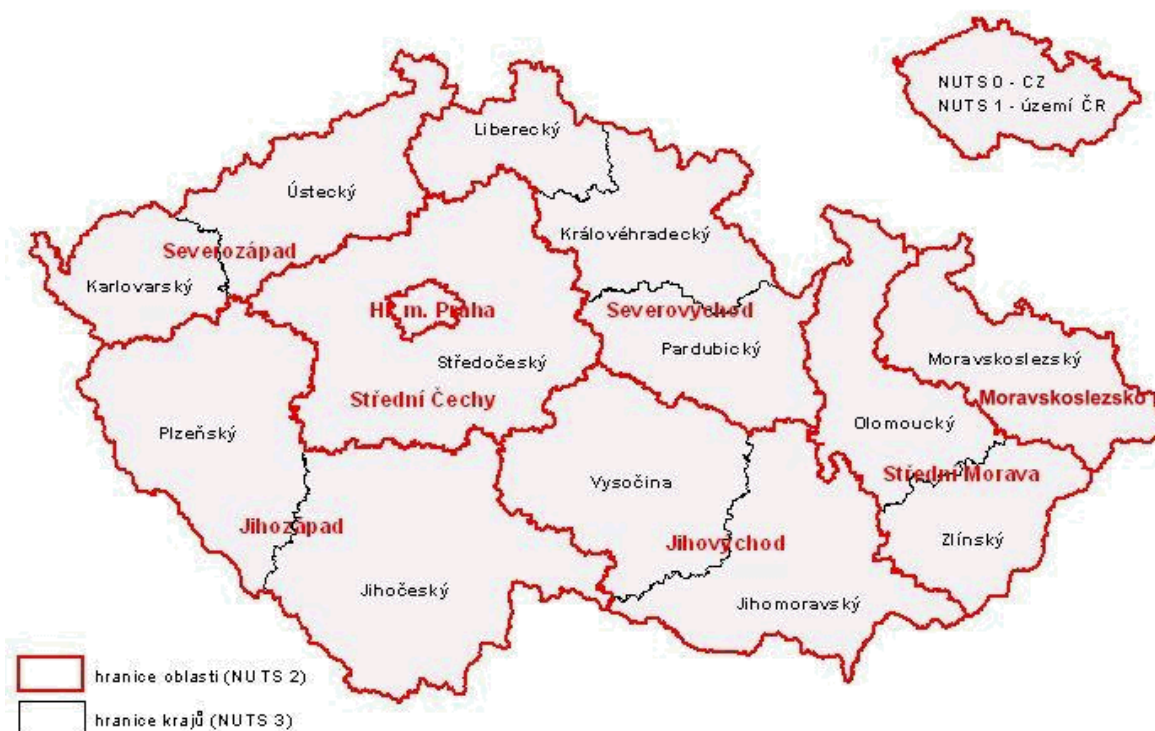 NUTS 0 - CZ
NUTS 1 - území ČR
Liberecký
Ústecký
Královéhradecký
Severozápad
Karlovarský
Hl. m. Praha
Severovýchod
Pardubický
Středočeský
Moravskoslezský
Střední Čechy
Moravskoslezsko
Plzeňský
Olomoucký
Střední Morava
Vysočina
Jihozápad
Jihovýchod
Zlínský
Jihočeský
Jihomoravský
hranice oblasti (NUTS 2)
hranice krajů (NUTS 3)